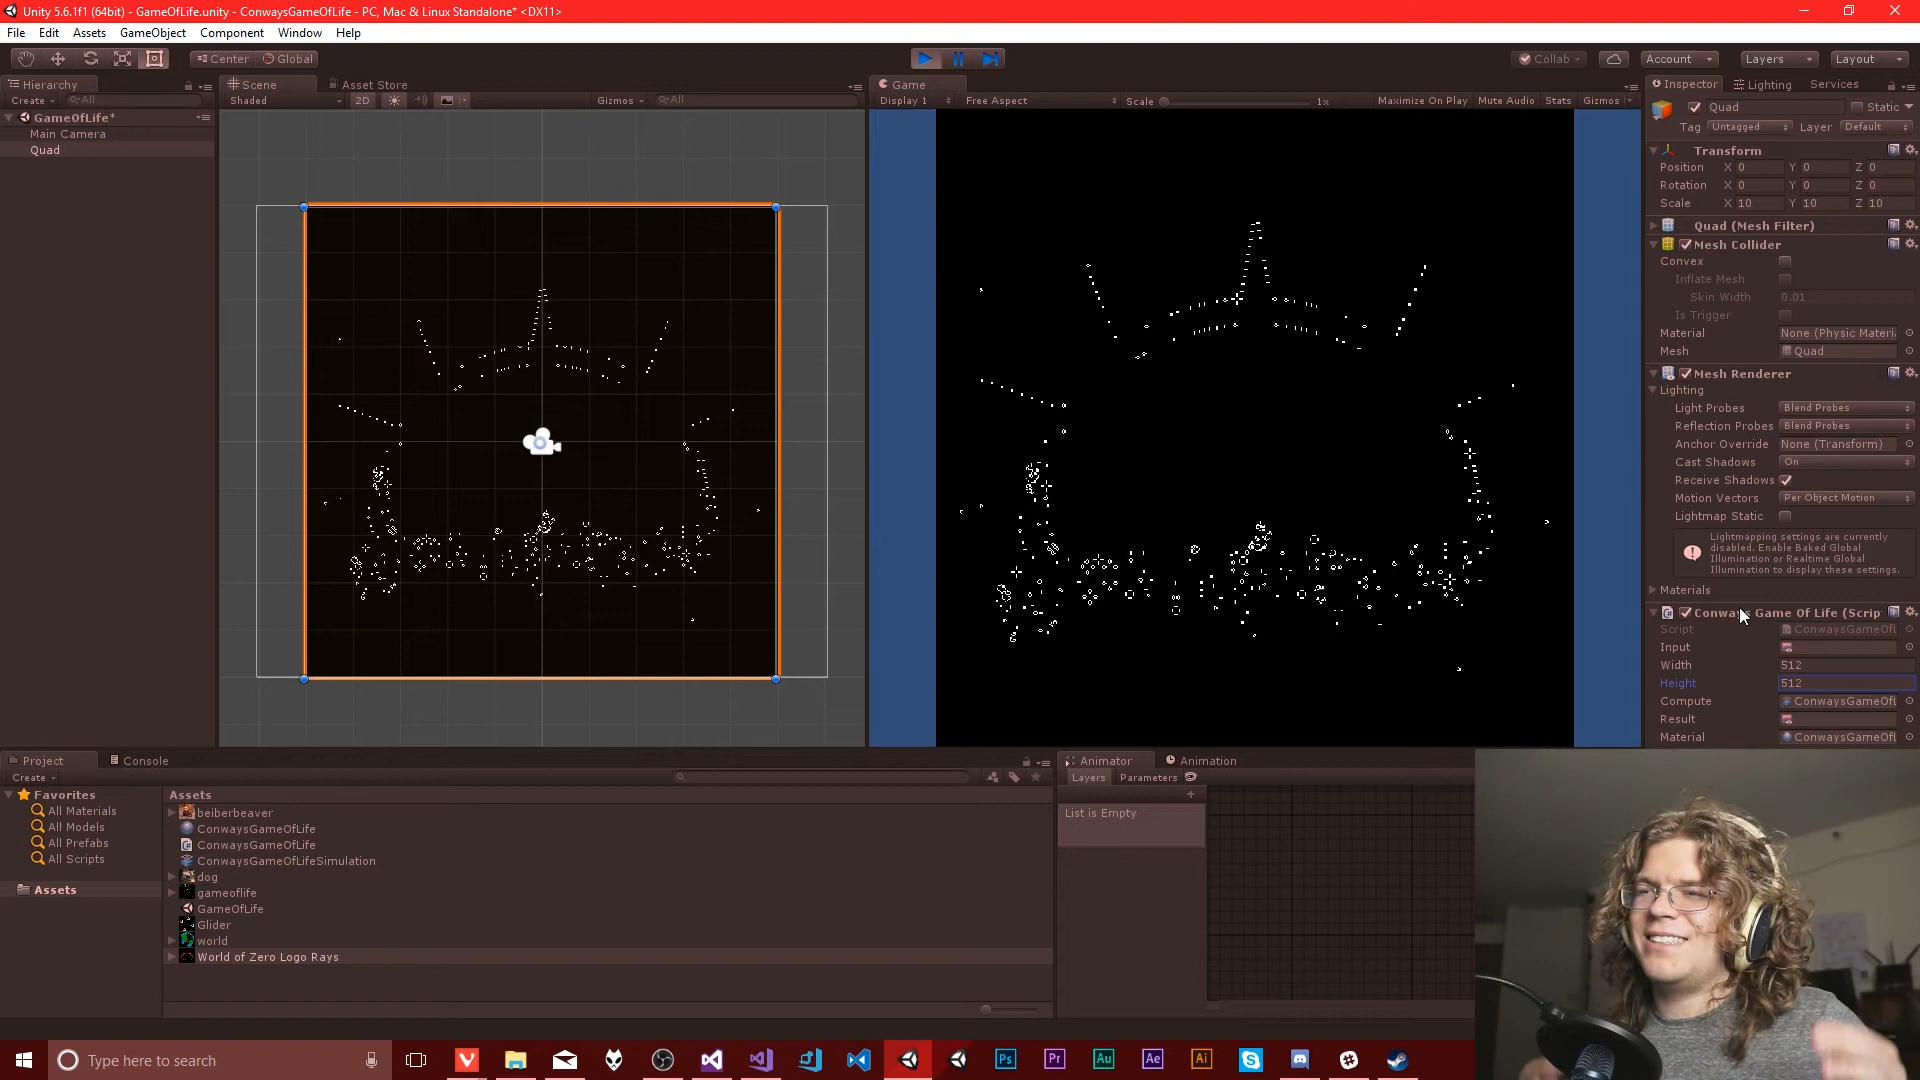 Unity 5.6.1f1 (64bit) - GameOfLife.unity - ConwaysGameOfLife - PC, Mac & Linux Standalone* <DX11>
File Edit Assets GameObject Component Window Help
Center Global
Collab Account Layers Layout
Hierarchy
Create All
GameOfLife*
Main Camera
Quad
Scene Asset Store
Shaded 2D Gizmos All
Game
Display 1 Free Aspect Scale 1x Maximize On Play Mute Audio Stats Gizmos
Inspector Lighting Services
Quad Static
Tag Untagged Layer Default
Transform
Position X 0 Y 0 Z 0
Rotation X 0 Y 0 Z 0
Scale X 10 Y 10 Z 10
Quad (Mesh Filter)
Mesh Collider
Convex
Inflate Mesh
Skin Width 0.01
Is Trigger
Material None (Physic Materi
Mesh Quad
Mesh Renderer
Lighting
Light Probes Blend Probes
Reflection Probes Blend Probes
Anchor Override None (Transform)
Cast Shadows On
Receive Shadows
Motion Vectors Per Object Motion
Lightmap Static
Lightmapping settings are currently
disabled. Enable Baked Global
Illumination or Realtime Global
Illumination to display these settings.
Materials
Conways Game Of Life (Scrip
Script ConwaysGameOfl
Input
Width 512
Height 512
Compute ConwaysGameOfl
Result
Material ConwaysGameOfl
Project Console
Create
Favorites
All Materials
All Models
All Prefabs
All Scripts
Assets
Assets
beiberbeaver
ConwaysGameOfLife
ConwaysGameOfLife
ConwaysGameOfLifeSimulation
dog
gameoflife
GameOfLife
Glider
world
World of Zero Logo Rays
Animator Animation
Layers Parameters
List is Empty
Type here to search
Ps Pr Au Ae Ai